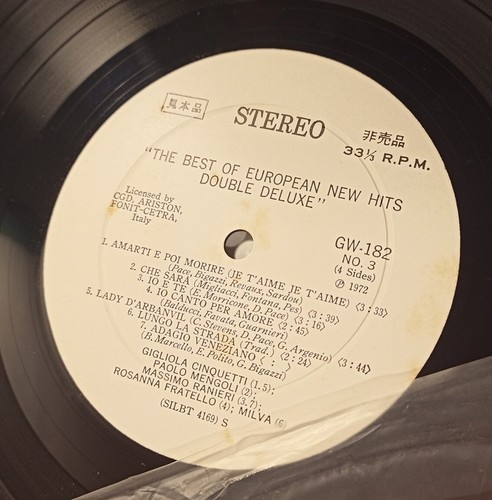 見本品
STEREO
非売品
33⅓ R.P.M.
"THE BEST OF EUROPEAN NEW HITS
DOUBLE DELUXE"
Licensed by
CGD, ARISTON,
FONIT-CETRA,
Italy
GW-182
NO. 3
(4 Sides)
Ⓟ 1972
1. AMARTI E POI MORIRE (JE T'AIME JE T'AIME) <3:33>
(Pace, Bigazzi, Revaux, Sardou)
2. CHE SARÀ (Migliacci, Fontana, Pes) <3:39>
3. IO E TE (E. Morricone, D. Pace) <3:16>
4. IO CANTO PER AMORE <2:45>
(Balducci, Favata, Guarnieri)
5. LADY D'ARBANVIL (C. Stevens, D. Pace, G. Argenio) <3:44>
6. LUNGO LA STRADA (Trad.) <2:24>
7. ADAGIO VENEZIANO < : >
(B. Marcello, E. Polito, G. Bigazzi)
GIGLIOLA CINQUETTI (1.5);
PAOLO MENGOLI (2);
MASSIMO RANIERI (3.7);
ROSANNA FRATELLO (4); MILVA (6)
(SILBT 4169) S